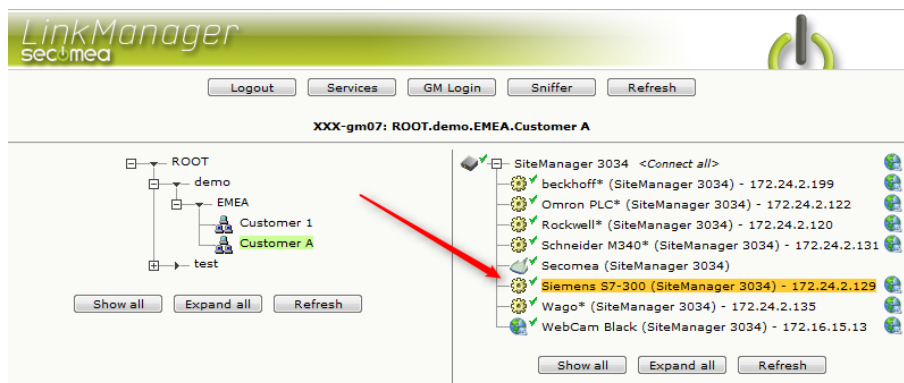 LinkManager
secomea
Logout Services GM Login Sniffer Refresh
XXX-gm07: ROOT.demo.EMEA.Customer A
ROOT
demo
EMEA
Customer 1
Customer A
test
Show all Expand all Refresh
SiteManager 3034 <Connect all>
beckhoff* (SiteManager 3034) - 172.24.2.199
Omron PLC* (SiteManager 3034) - 172.24.2.122
Rockwell* (SiteManager 3034) - 172.24.2.120
Schneider M340* (SiteManager 3034) - 172.24.2.131
Secomea (SiteManager 3034)
Siemens S7-300 (SiteManager 3034) - 172.24.2.129
Wago* (SiteManager 3034) - 172.24.2.135
WebCam Black (SiteManager 3034) - 172.16.15.13
Show all Expand all Refresh